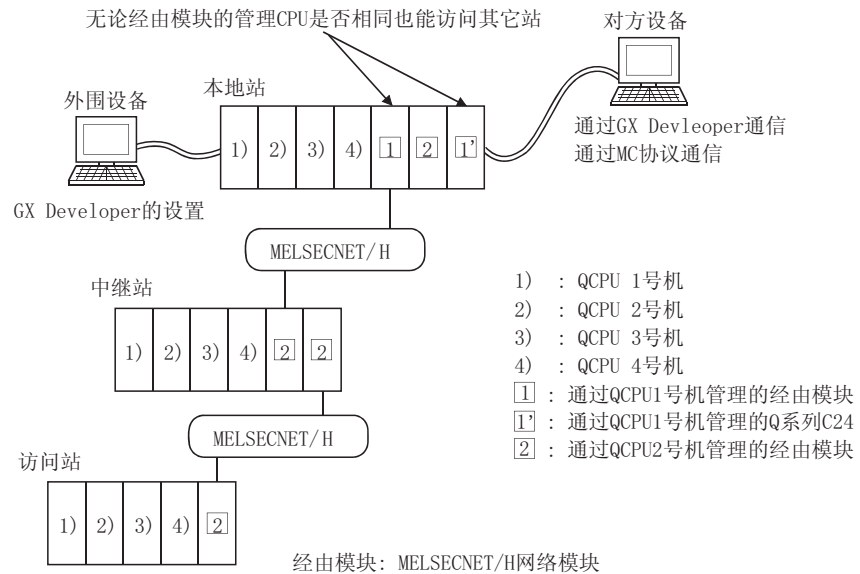 无论经由模块的管理CPU是否相同也能访问其它站
对方设备
本地站
外围设备
1) 2) 3) 4) 1 2 1'
通过GX Devleoper通信
通过MC协议通信
GX Developer的设置
MELSECNET/H
中继站
1) 2) 3) 4) 2 2
1) : QCPU 1号机
2) : QCPU 2号机
3) : QCPU 3号机
4) : QCPU 4号机
1 : 通过QCPU1号机管理的经由模块
1' : 通过QCPU1号机管理的Q系列C24
2 : 通过QCPU2号机管理的经由模块
MELSECNET/H
访问站
1) 2) 3) 4) 2
经由模块: MELSECNET/H网络模块